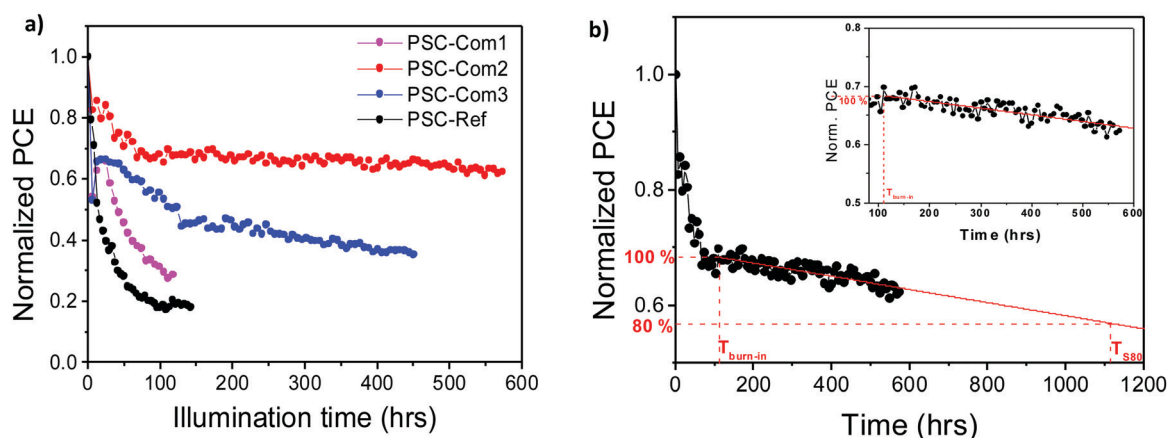 a)
PSC-Com1
PSC-Com2
PSC-Com3
PSC-Ref
Normalized PCE
1.0
0.8
0.6
0.4
0.2
0.0
0 100 200 300 400 500 600
Illumination time (hrs)
b)
Normalized PCE
1.0
0.8
0.6
100 %
80 %
T burn-in
T S80
0 200 400 600 800 1000 1200
Time (hrs)
Norm. PCE
0.8
0.7
0.6
0.5
100 %
T burn-in
100 200 300 400 500 600
Time (hrs)